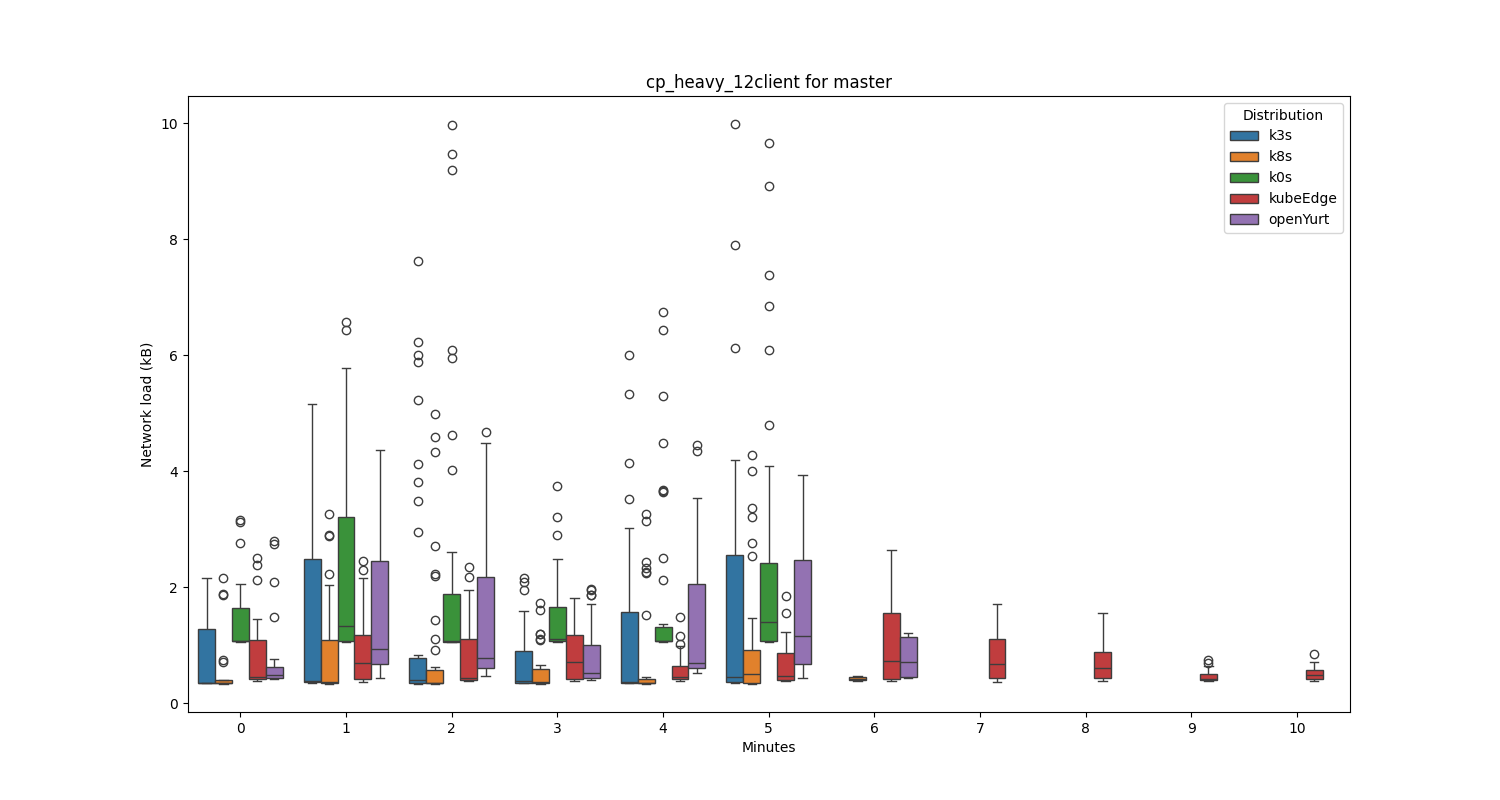 cp_heavy_12client for master
Distribution
k3s
k8s
k0s
kubeEdge
openYurt
Network load (kB)
10
8
6
4
2
0
0 1 2 3 4 5 6 7 8 9 10
Minutes